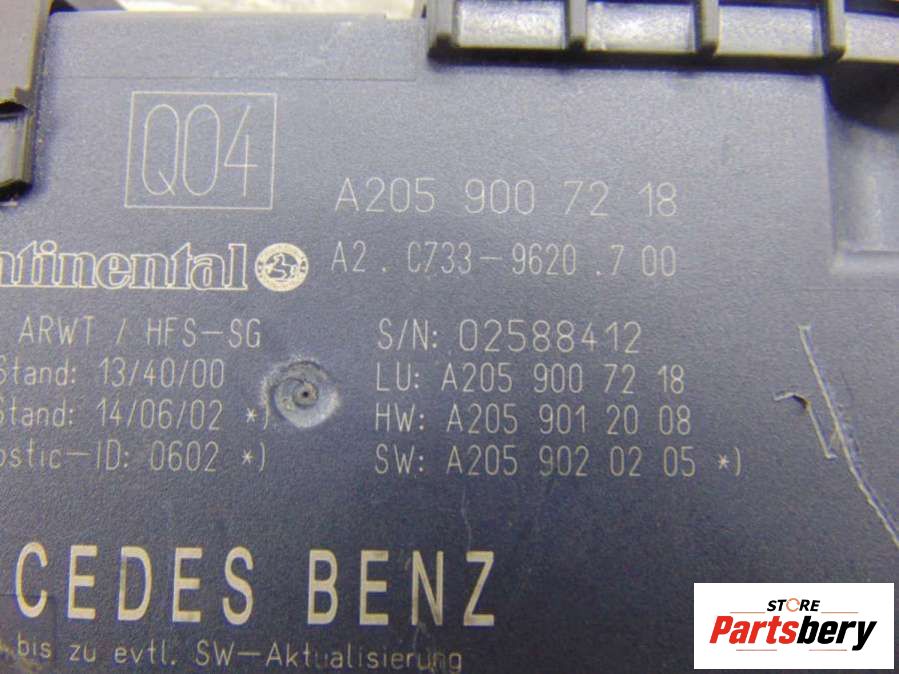 Q04
A205 900 72 18
ntinental
A2.C733-9620.700
ARWT / HFS-SG
S/N: 02588412
Stand: 13/40/00
LU: A205 900 72 18
Stand: 14/06/02 *)
HW: A205 901 20 08
ostic-ID: 0602 *)
SW: A205 902 02 05 *)
CEDES BENZ
bis zu evtl. SW-Aktualisierung
STORE
Partsbery